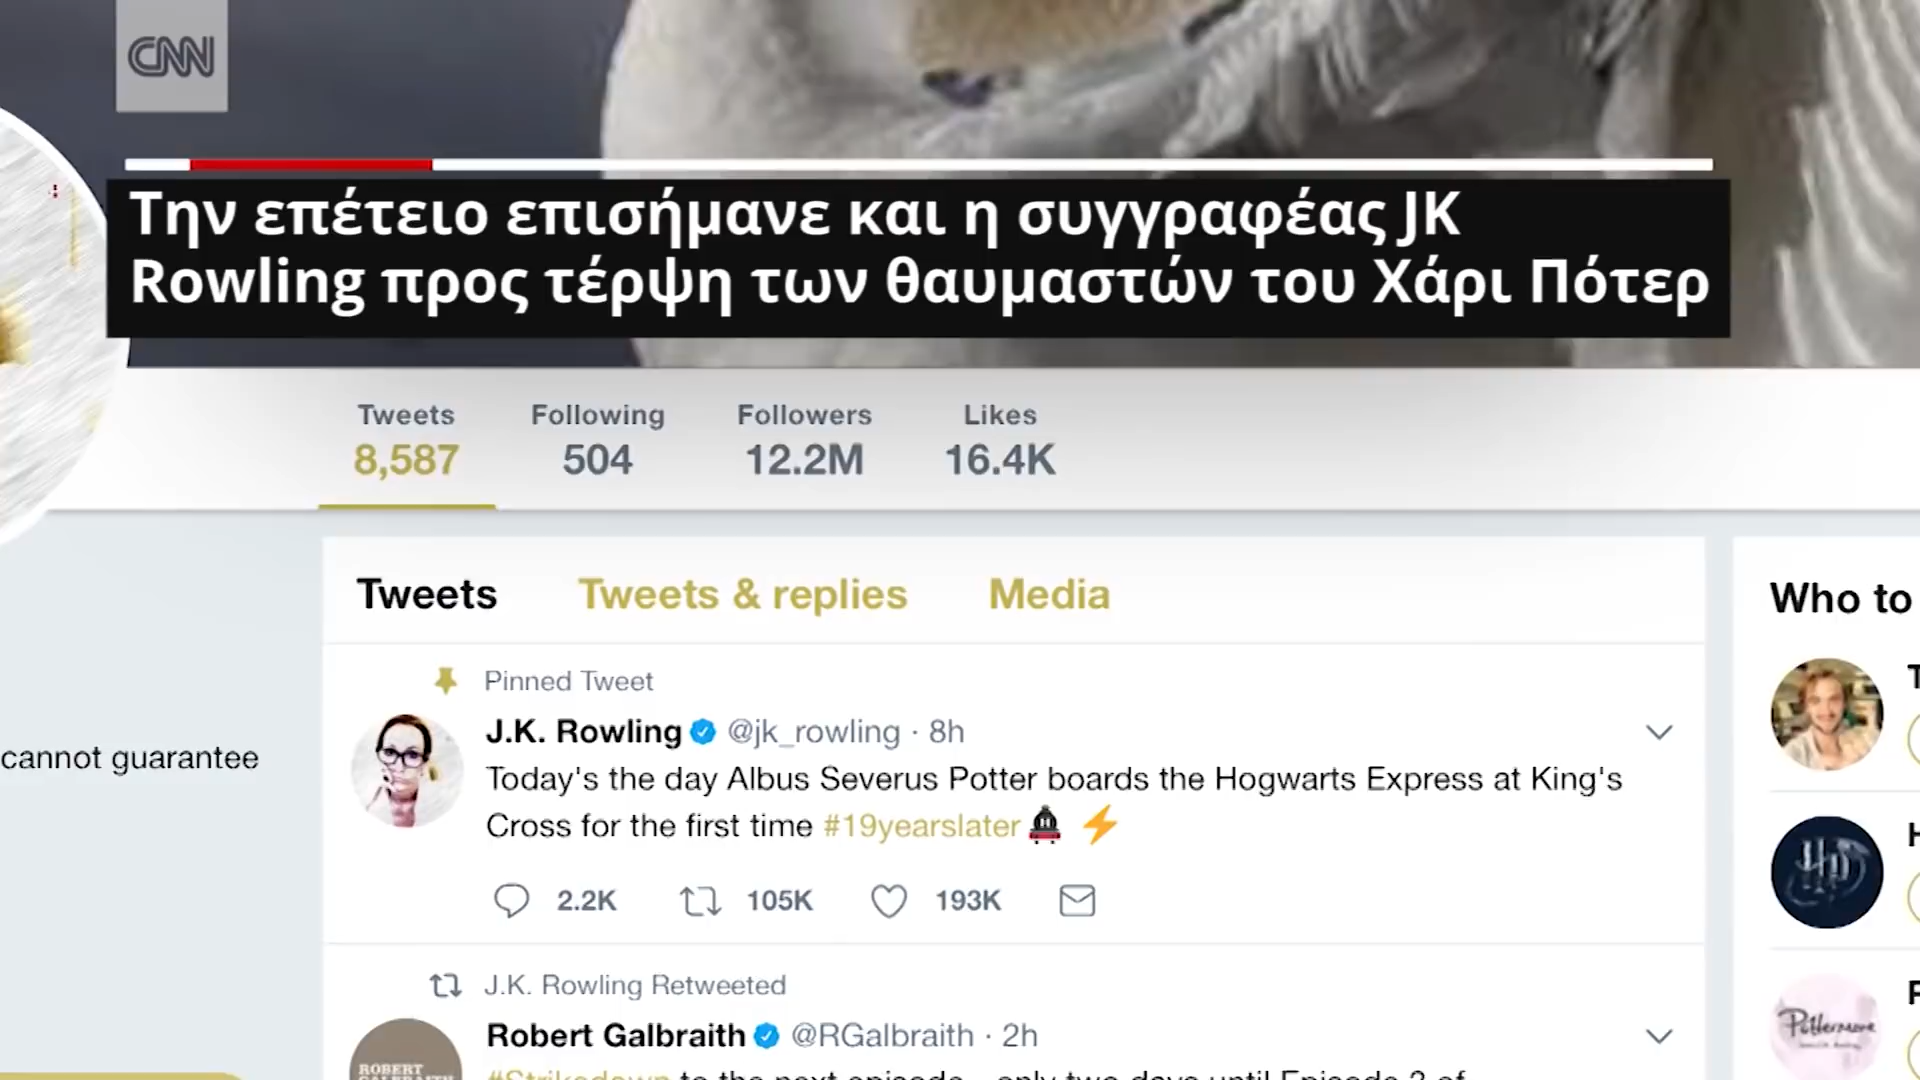 CNN
Την επέτειο επισήμανε και η συγγραφέας JK
Rowling προς τέρψη των θαυμαστών του Χάρι Πότερ
Tweets Following Followers Likes
8,587 504 12.2M 16.4K
Tweets Tweets & replies Media
Who to
Pinned Tweet
J.K. Rowling @jk_rowling · 8h
Today's the day Albus Severus Potter boards the Hogwarts Express at King's
Cross for the first time #19yearslater
cannot guarantee
2.2K 105K 193K
J.K. Rowling Retweeted
Robert Galbraith @RGalbraith · 2h
ROBERT
Pottermore